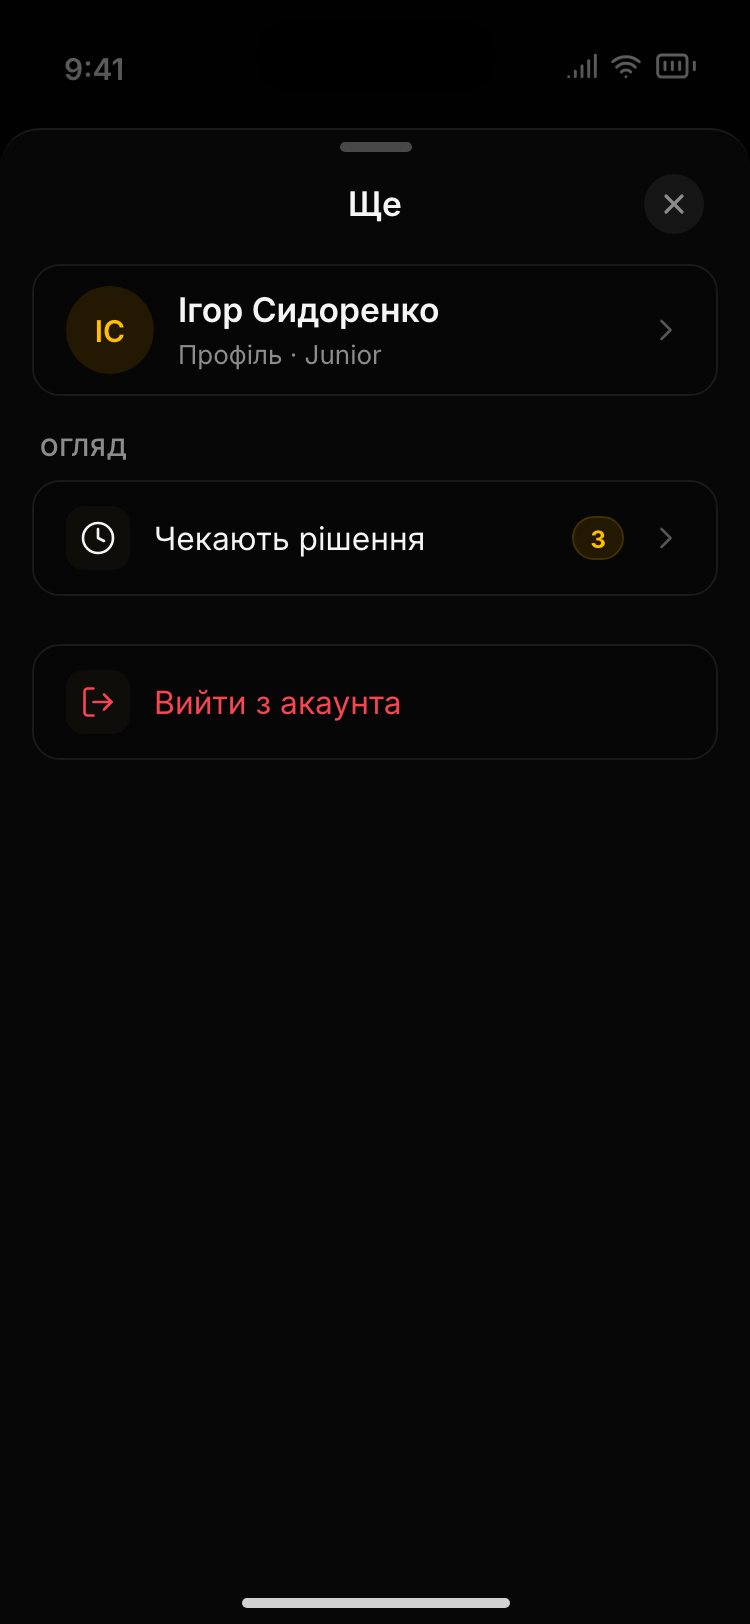 9:41
Ще
ІС
Ігор Сидоренко
Профіль · Junior
огляд
Чекають рішення
3
Вийти з акаунта